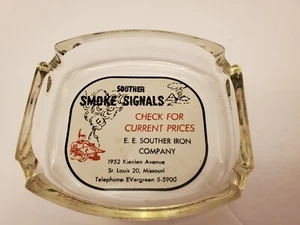 SOUTHER
SMOKE SIGNALS
CHECK FOR
CURRENT PRICES
E. E. SOUTHER IRON
COMPANY
1952 Kienlen Avenue
St. Louis 20, Missouri
Telephone: EVergreen 5-5900